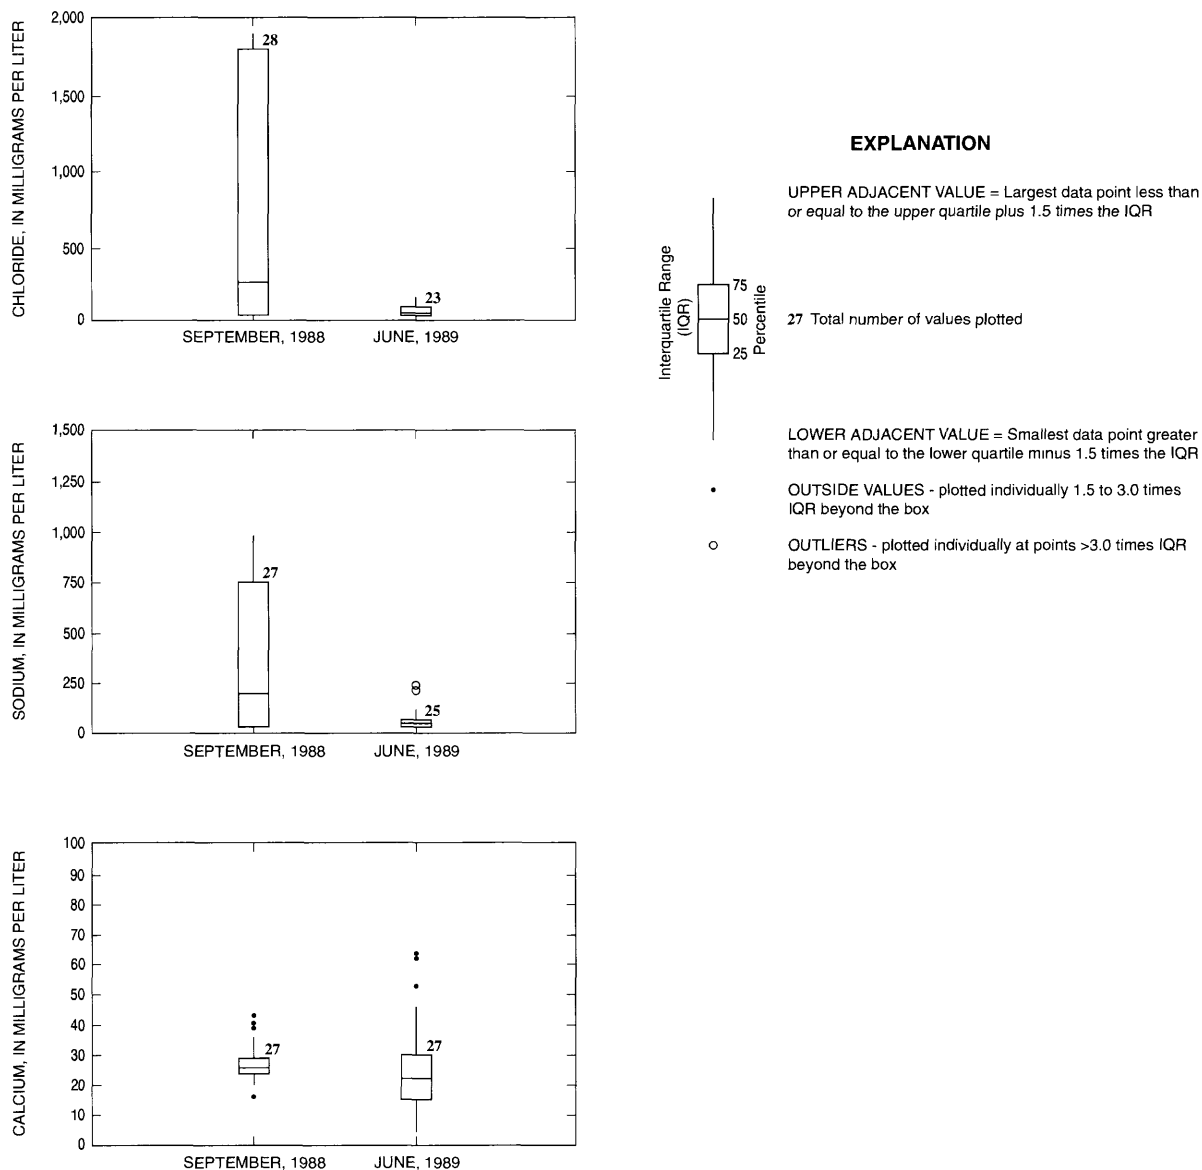 CHLORIDE, IN MILLIGRAMS PER LITER
2,000
1,500
1,000
500
0
28
23
SEPTEMBER, 1988
JUNE, 1989
SODIUM, IN MILLIGRAMS PER LITER
1,500
1,250
1,000
750
500
250
0
27
25
SEPTEMBER, 1988
JUNE, 1989
CALCIUM, IN MILLIGRAMS PER LITER
100
90
80
70
60
50
40
30
20
10
0
27
27
SEPTEMBER, 1988
JUNE, 1989
EXPLANATION
UPPER ADJACENT VALUE = Largest data point less than
or equal to the upper quartile plus 1.5 times the IQR
Interquartile Range
(IQR)
75
50
25
Percentile
27 Total number of values plotted
LOWER ADJACENT VALUE = Smallest data point greater
than or equal to the lower quartile minus 1.5 times the IQR
OUTSIDE VALUES - plotted individually 1.5 to 3.0 times
IQR beyond the box
OUTLIERS - plotted individually at points >3.0 times IQR
beyond the box